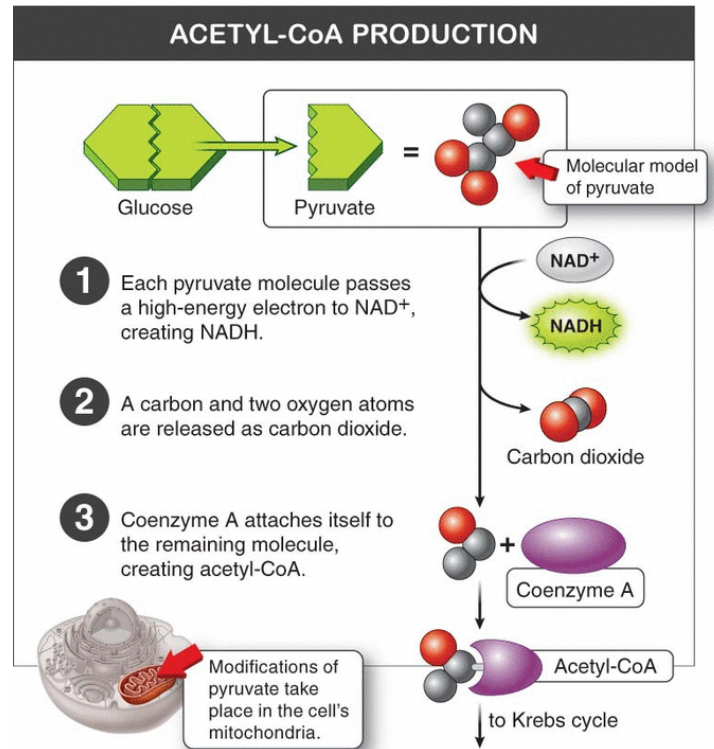 ACETYL-CoA PRODUCTION
Glucose
Pyruvate
=
Molecular model
of pyruvate
1
Each pyruvate molecule passes
a high-energy electron to NAD+,
creating NADH.
NAD+
NADH
2
A carbon and two oxygen atoms
are released as carbon dioxide.
Carbon dioxide
3
Coenzyme A attaches itself to
the remaining molecule,
creating acetyl-CoA.
+
Coenzyme A
Modifications of
pyruvate take
place in the cell's
mitochondria.
Acetyl-CoA
to Krebs cycle